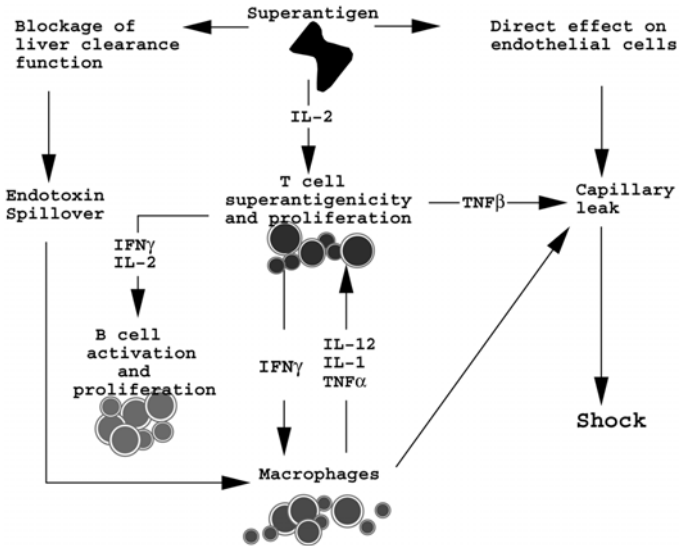 Superantigen
Blockage of
liver clearance
function
Direct effect on
endothelial cells
IL-2
T cell
superantigenicity
and proliferation
TNFβ
Capillary
leak
Endotoxin
Spillover
IFNγ
IL-2
B cell
activation
and
proliferation
IFNγ
IL-12
IL-1
TNFα
Shock
Macrophages